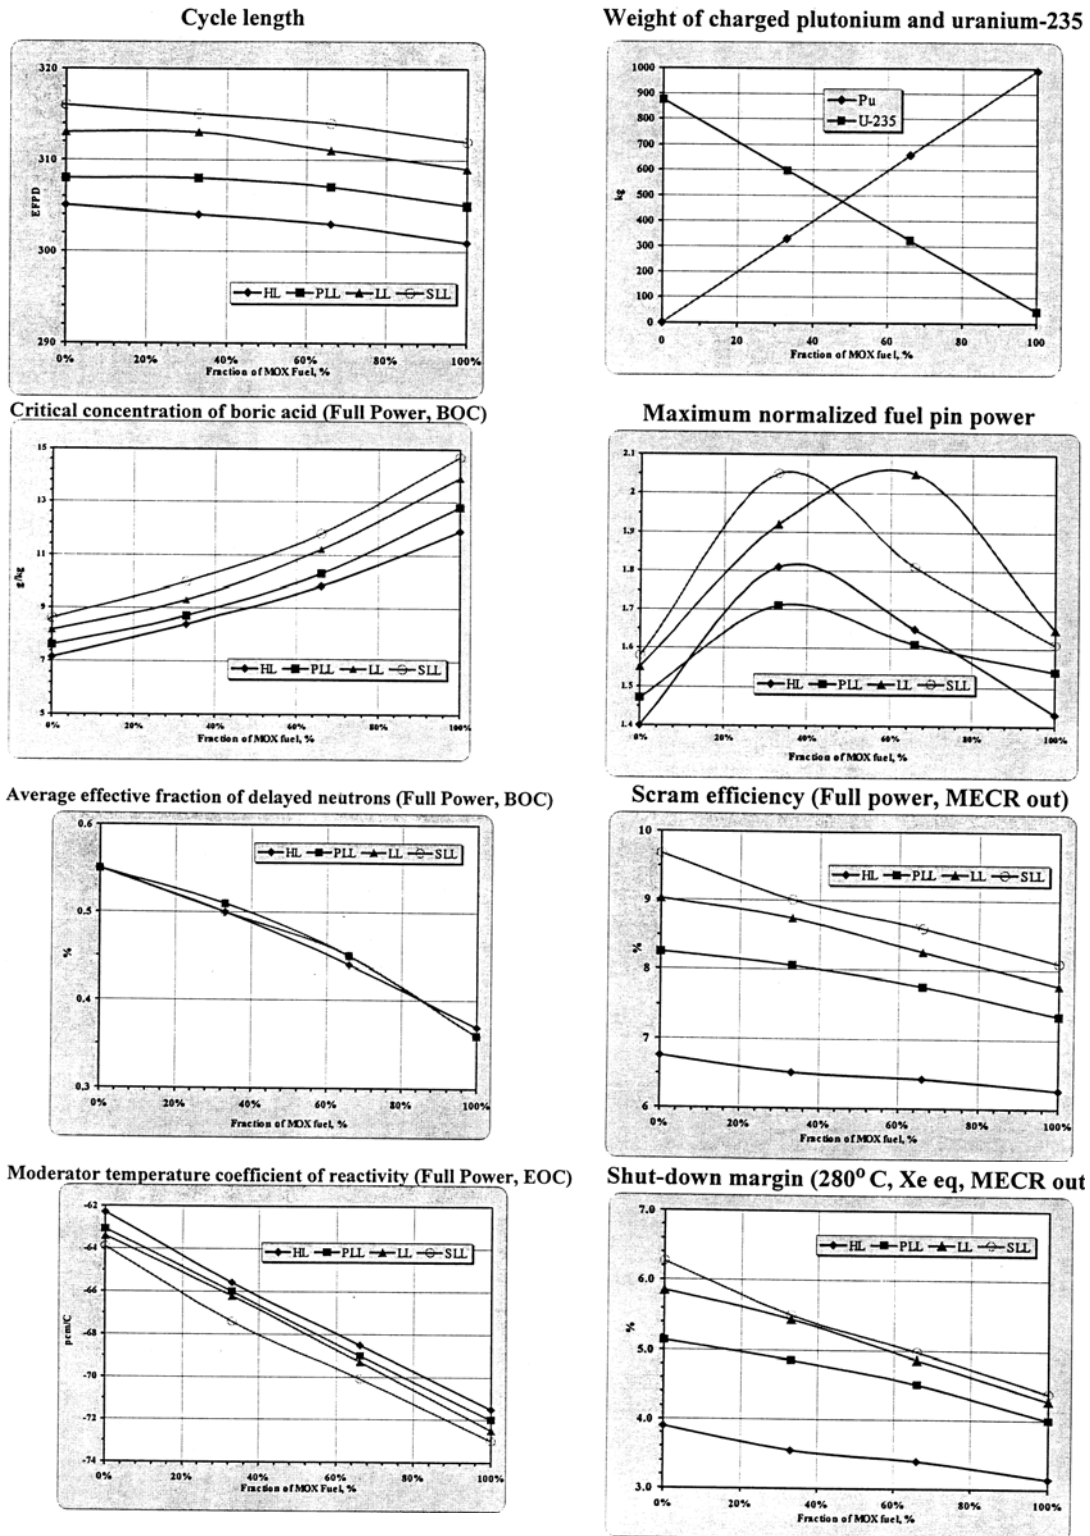 Cycle length
320
310
300
290
EFPD
HL PLL LL SLL
0% 20% 40% 60% 80% 100%
Fraction of MOX Fuel, %
Weight of charged plutonium and uranium-235
1000
900
800
700
600
500
400
300
200
100
0
kg
Pu
U-235
0 20 40 60 80 100
Fraction of MOX fuel, %
Critical concentration of boric acid (Full Power, BOC)
15
13
11
9
7
5
g/kg
HL PLL LL SLL
0% 20% 40% 60% 80% 100%
Fraction of MOX fuel, %
Maximum normalized fuel pin power
2.1
2.0
1.9
1.8
1.7
1.6
1.5
1.4
HL PLL LL SLL
0% 20% 40% 60% 80% 100%
Fraction of MOX fuel, %
Average effective fraction of delayed neutrons (Full Power, BOC)
0.6
0.5
0.4
0.3
%
HL PLL LL SLL
0% 20% 40% 60% 80% 100%
Fraction of MOX fuel, %
Scram efficiency (Full power, MECR out)
10
9
8
7
6
%
HL PLL LL SLL
0% 20% 40% 60% 80% 100%
Fraction of MOX fuel, %
Moderator temperature coefficient of reactivity (Full Power, EOC)
-62
-64
-66
-68
-70
-72
-74
pcm/C
HL PLL LL SLL
0% 20% 40% 60% 80% 100%
Fraction of MOX Fuel, %
Shut-down margin (280⁰ C, Xe eq, MECR out
7.0
6.0
5.0
4.0
3.0
%
HL PLL LL SLL
0% 20% 40% 60% 80% 100%
Fraction of MOX fuel, %